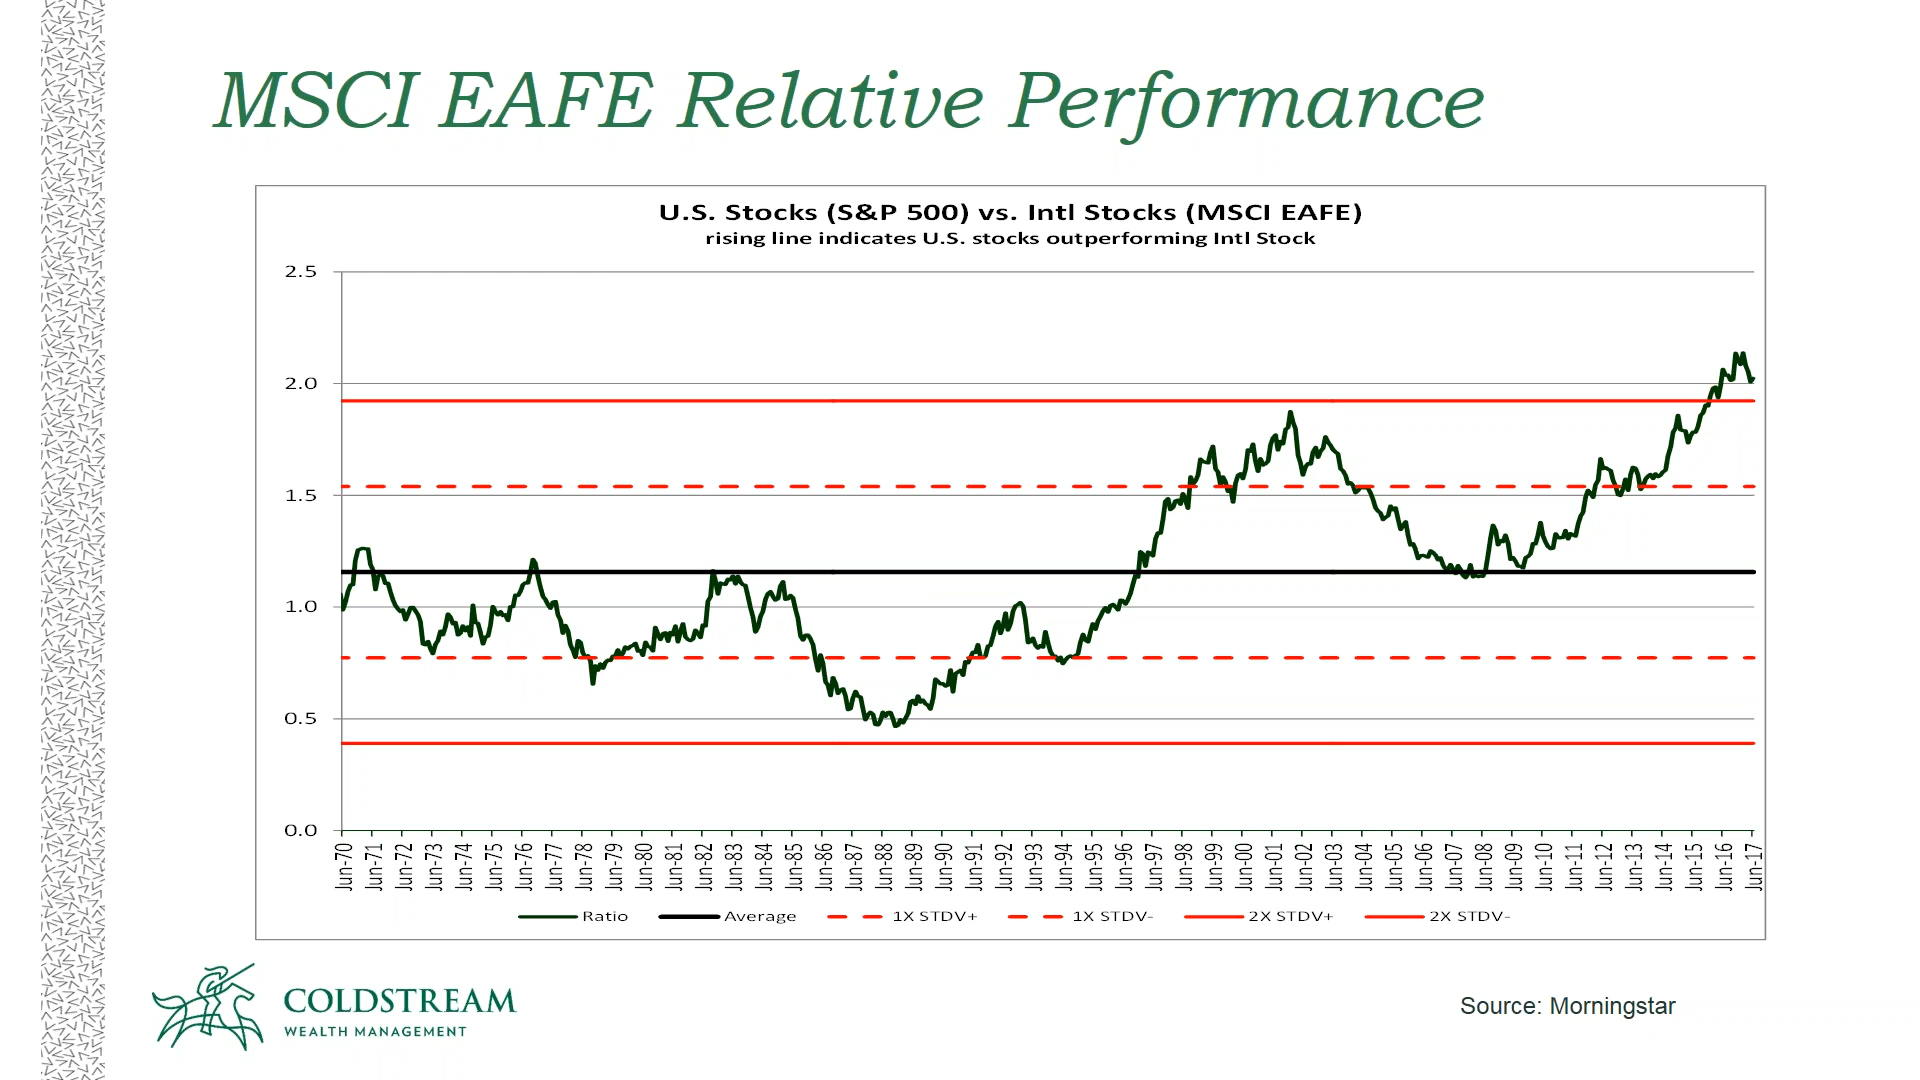 MSCI EAFE Relative Performance
U.S. Stocks (S&P 500) vs. Intl Stocks (MSCI EAFE)
rising line indicates U.S. stocks outperforming Intl Stock
2.5
2.0
1.5
1.0
0.5
0.0
Jun-70
Jun-71
Jun-72
Jun-73
Jun-74
Jun-75
Jun-76
Jun-77
Jun-78
Jun-79
Jun-80
Jun-81
Jun-82
Jun-83
Jun-84
Jun-85
Jun-86
Jun-87
Jun-88
Jun-89
Jun-90
Jun-91
Jun-92
Jun-93
Jun-94
Jun-95
Jun-96
Jun-97
Jun-98
Jun-99
Jun-00
Jun-01
Jun-02
Jun-03
Jun-04
Jun-05
Jun-06
Jun-07
Jun-08
Jun-09
Jun-10
Jun-11
Jun-12
Jun-13
Jun-14
Jun-15
Jun-16
Jun-17
Ratio
Average
1X STDV+
1X STDV-
2X STDV+
2X STDV-
COLDSTREAM
WEALTH MANAGEMENT
Source: Morningstar